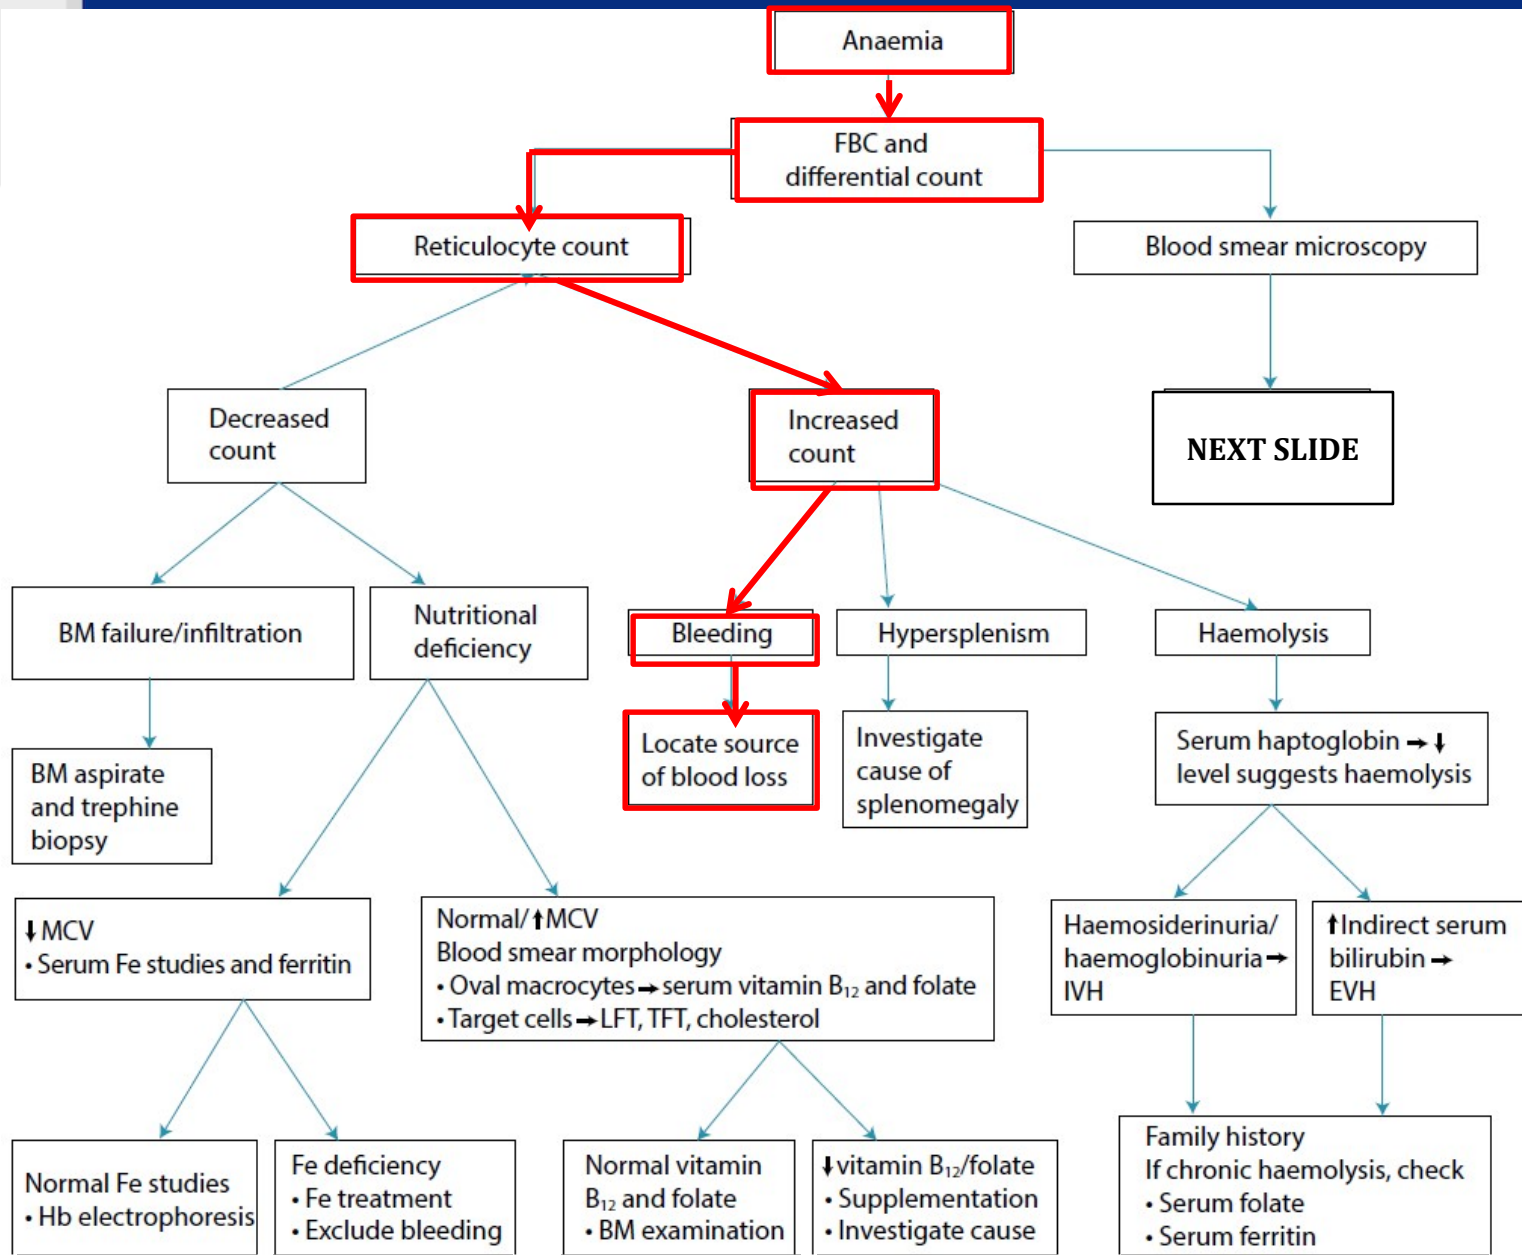 Anaemia
FBC and
differential count
Reticulocyte count
Blood smear microscopy
Decreased
count
Increased
count
NEXT SLIDE
BM failure/infiltration
Nutritional
deficiency
Bleeding
Hypersplenism
Haemolysis
BM aspirate
and trephine
biopsy
Locate source
of blood loss
Investigate
cause of
splenomegaly
Serum haptoglobin → ↓
level suggests haemolysis
↓ MCV
• Serum Fe studies and ferritin
Normal/ ↑ MCV
Blood smear morphology
• Oval macrocytes → serum vitamin B₁₂ and folate
• Target cells → LFT, TFT, cholesterol
Haemosiderinuria/
haemoglobinuria →
IVH
↑ Indirect serum
bilirubin →
EVH
Normal Fe studies
• Hb electrophoresis
Fe deficiency
• Fe treatment
• Exclude bleeding
Normal vitamin
B₁₂ and folate
• BM examination
↓ vitamin B₁₂/folate
• Supplementation
• Investigate cause
Family history
If chronic haemolysis, check
• Serum folate
• Serum ferritin